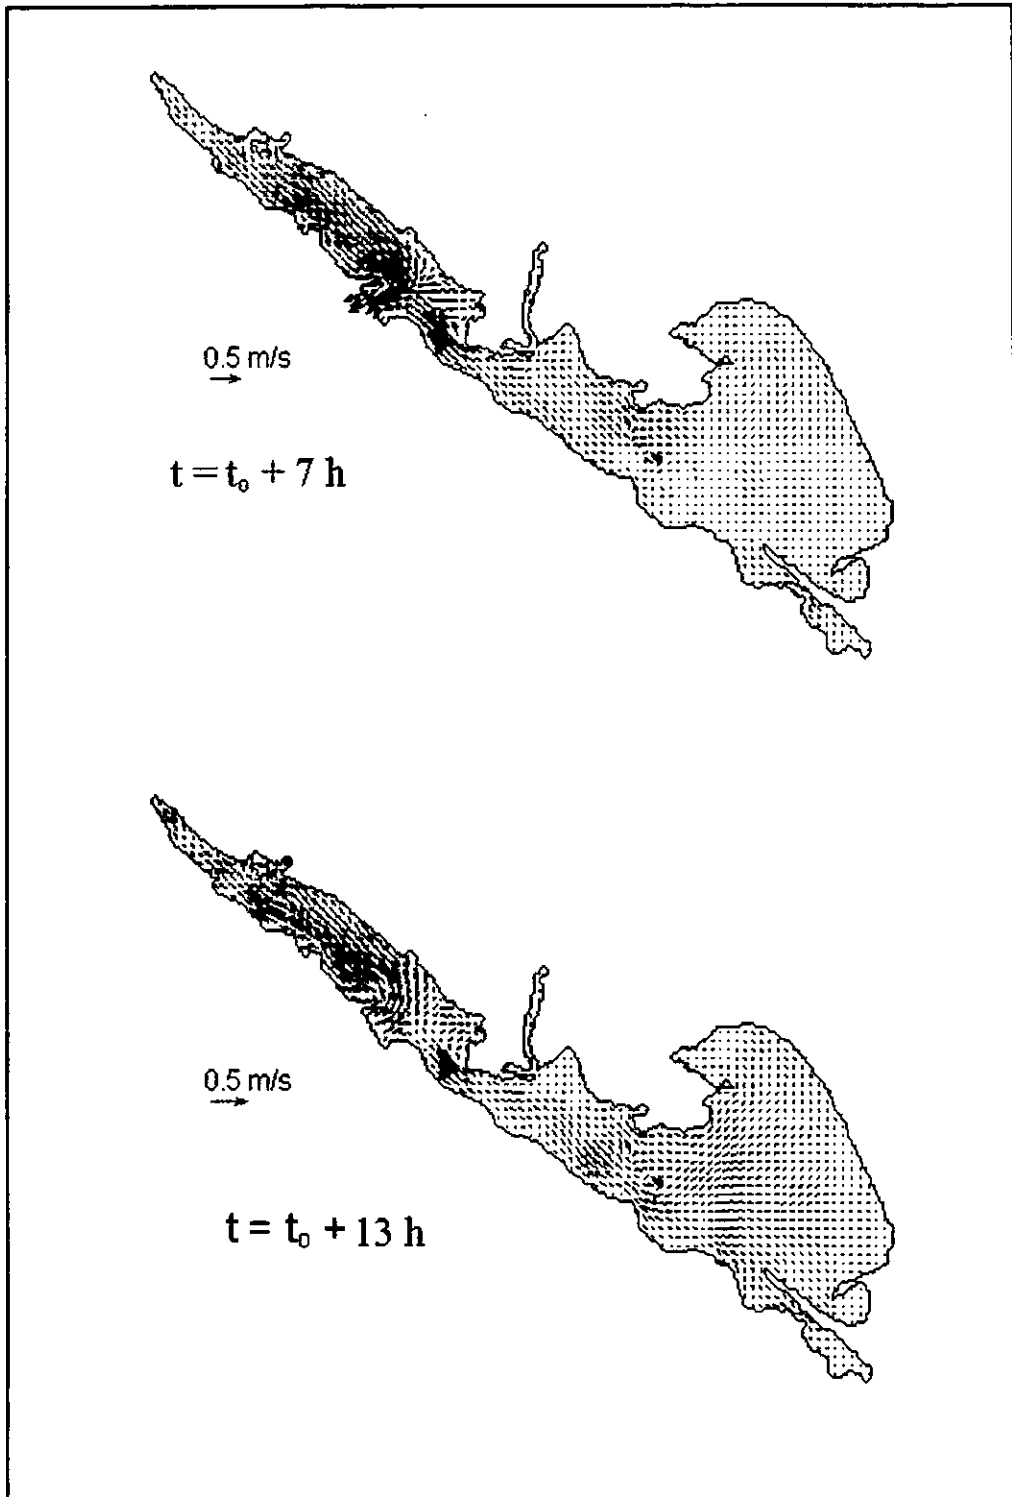 0.5 m/s
t = t₀ + 7 h
0.5 m/s
t = t₀ + 13 h